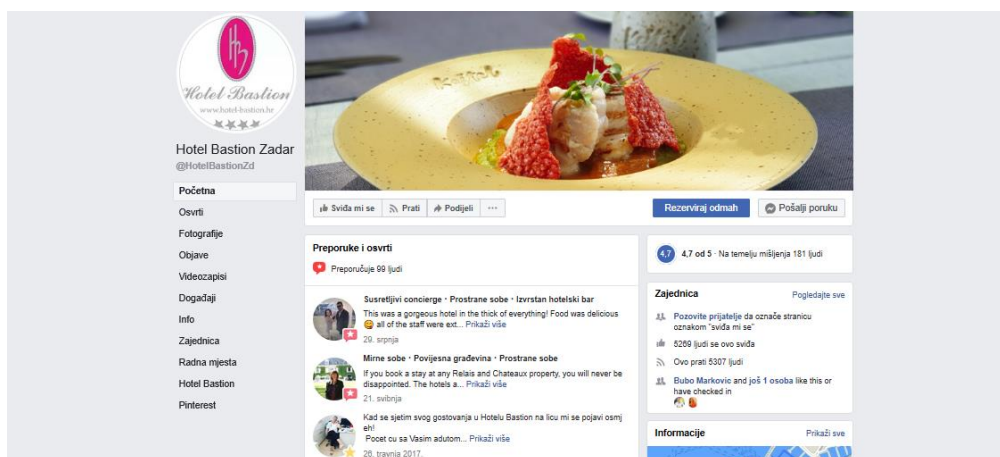 Hotel Bastion
www.hotel-bastion.hr
Hotel Bastion Zadar
@HotelBastionZd
Početna
Osvrti
Fotografije
Objave
Videozapisi
Događaji
Info
Zajednica
Radna mjesta
Hotel Bastion
Pinterest
Sviđa mi se
Prati
Podijeli
...
Rezerviraj odmah
Pošalji poruku
Preporuke i osvrti
Preporučuje 99 ljudi
Susretljivi concierge · Prostrane sobe · Izvrstan hotelski bar
This was a gorgeous hotel in the thick of everything! Food was delicious
😋 all of the staff were ext... Prikaži više
29. srpnja
Mirne sobe · Povijesna građevina · Prostrane sobe
If you book a stay at any Relais and Chateaux property, you will never be
disappointed. The hotels a... Prikaži više
21. svibnja
Kad se sjetim svog gostovanja u Hotelu Bastion na licu mi se pojavi osmj
eh!
Pocet cu sa Vasim adutom... Prikaži više
26. travnja 2017.
4,7
4,7 od 5 · Na temelju mišljenja 181 ljudi
Zajednica
Pogledajte sve
Pozovite prijatelje da označe stranicu
oznakom "sviđa mi se"
5269 ljudi se ovo sviđa
Ovo prati 5307 ljudi
Bubo Markovic and još 1 osoba like this or
have checked in
Informacije
Prikaži sve